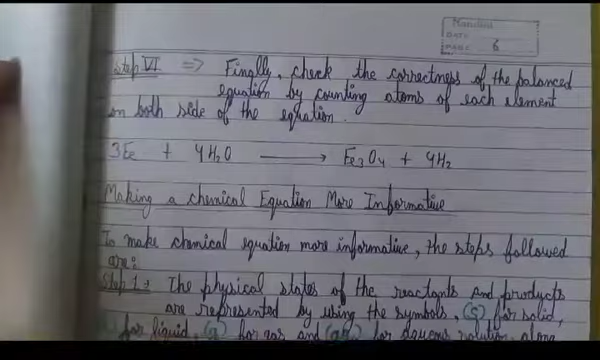 DATE
PAGE 6
Step VI => Finally, check the correctness of the balanced
equation by counting atoms of each element
on both side of the equation.
3Fe + 4H2O → Fe3O4 + 4H2
Making a chemical Equation More Informative
To make chemical equation more informative, the steps followed
are:
Step 1: The physical states of the reactants and products
are represented by using the symbols, (s) for solid,
for liquid, (g) for gas and (aq) for aqueous solution, along